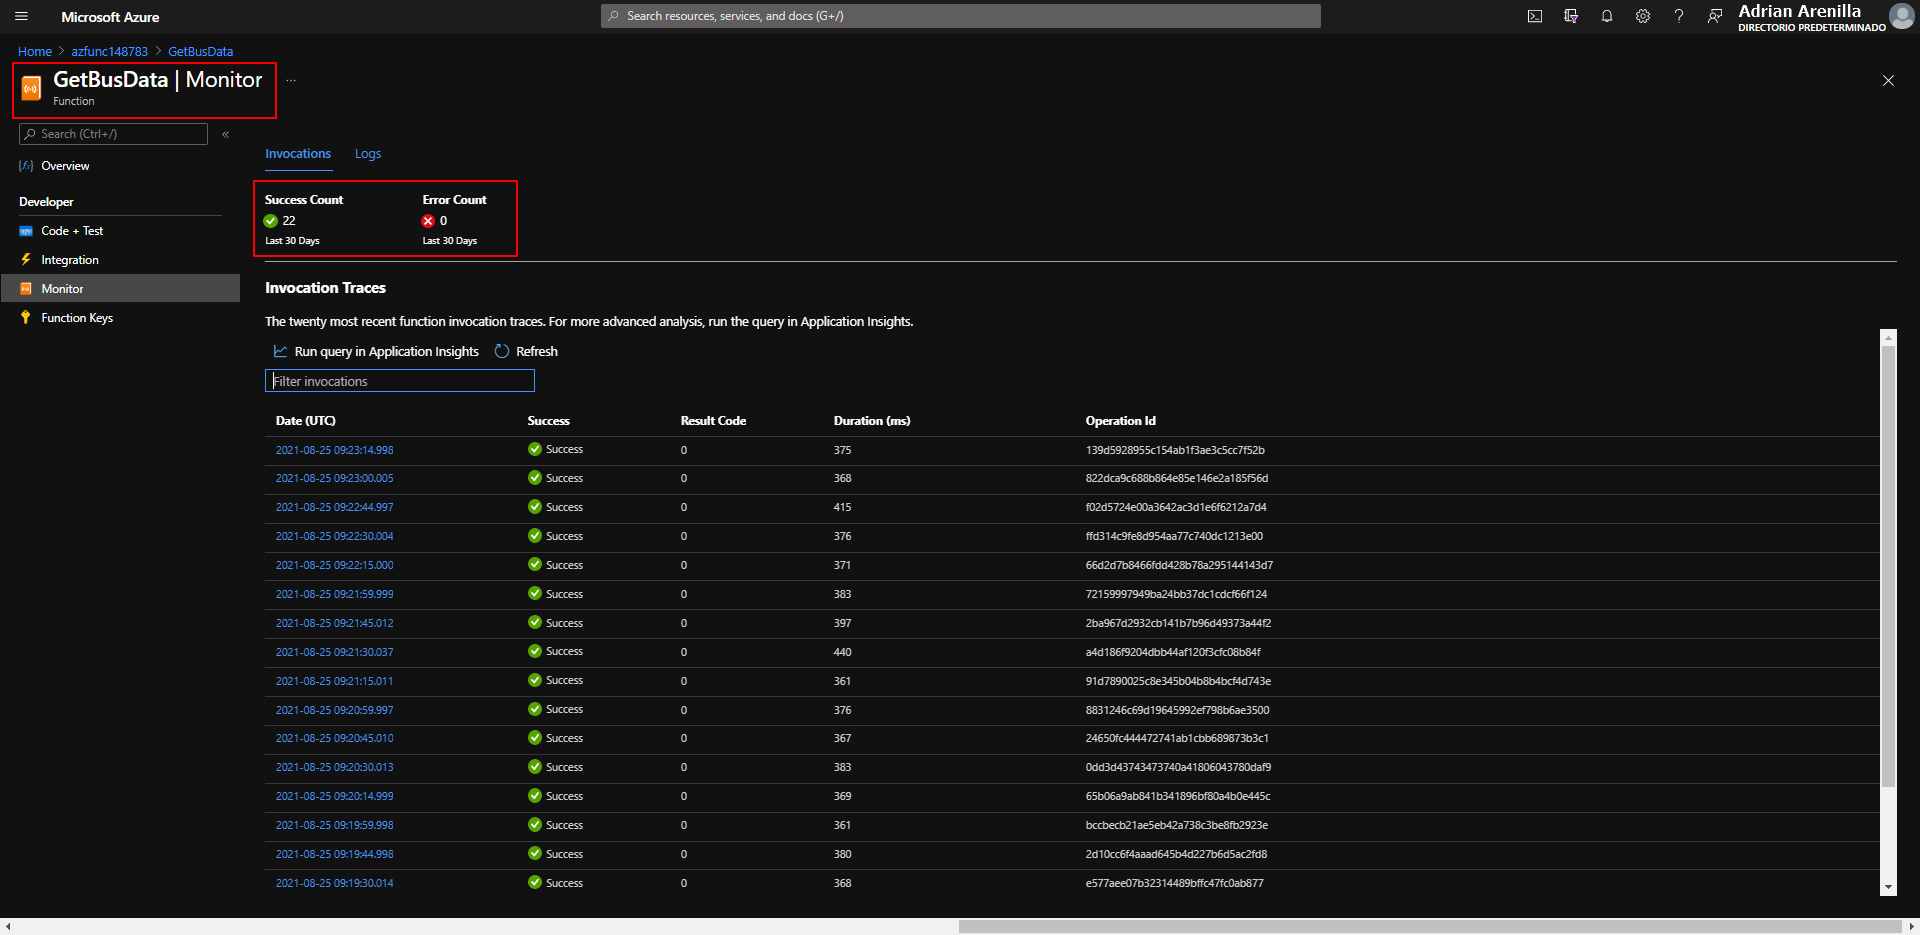 Microsoft Azure
Search resources, services, and docs (G+/)
Adrian Arenilla
DIRECTORIO PREDETERMINADO
Home > azfunc148783 > GetBusData
GetBusData | Monitor ...
Function
Search (Ctrl+/)
«
Overview
Developer
Code + Test
Integration
Monitor
Function Keys
Invocations Logs
Success Count Error Count
22 0
Last 30 Days Last 30 Days
Invocation Traces
The twenty most recent function invocation traces. For more advanced analysis, run the query in Application Insights.
Run query in Application Insights Refresh
Filter invocations
Date (UTC) Success Result Code Duration (ms) Operation Id
2021-08-25 09:23:14.998 Success 0 375 139d5928955c154ab1f3ae3c5cc7f52b
2021-08-25 09:23:00.005 Success 0 368 822dca9c688b864e85e146e2a185f56d
2021-08-25 09:22:44.997 Success 0 415 f02d5724e00a3642ac3d1e6f6212a7d4
2021-08-25 09:22:30.004 Success 0 376 ffd314c9fe8d954aa77c740dc1213e00
2021-08-25 09:22:15.000 Success 0 371 66d2d7b8466fdd428b78a295144143d7
2021-08-25 09:21:59.999 Success 0 383 72159997949ba24bb37dc1cdcf66f124
2021-08-25 09:21:45.012 Success 0 397 2ba967d2932cb141b7b96d49373a44f2
2021-08-25 09:21:30.037 Success 0 440 a4d186f9204dbb44af120f3cfc08b84f
2021-08-25 09:21:15.011 Success 0 361 91d7890025c8e345b04b8b4bcf4d743e
2021-08-25 09:20:59.997 Success 0 376 8831246c69d19645992ef798b6ae3500
2021-08-25 09:20:45.010 Success 0 367 24650fc444472741ab1cbb689873b3c1
2021-08-25 09:20:30.013 Success 0 383 0dd3d43743473740a41806043780daf9
2021-08-25 09:20:14.999 Success 0 369 65b06a9ab841b341896bf80a4b0e445c
2021-08-25 09:19:59.998 Success 0 361 bccbecb21ae5eb42a738c3be8fb2923e
2021-08-25 09:19:44.998 Success 0 380 2d10cc6f4aaad645b4d227b6d5ac2fd8
2021-08-25 09:19:30.014 Success 0 368 e577aee07b32314489bffc47fc0ab877